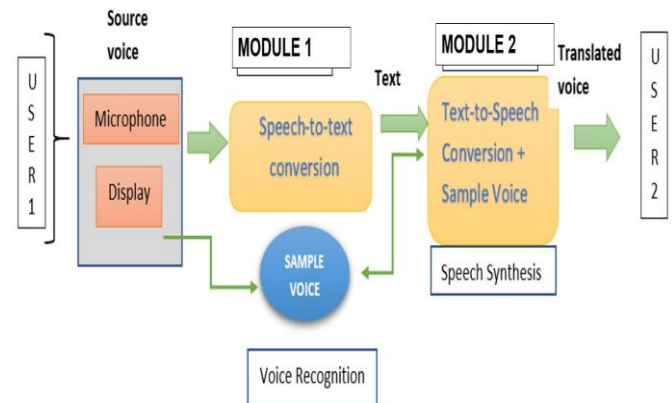 Source
voice
MODULE 1
MODULE 2
Translated
voice
Text
U
S
E
R
1
Microphone
Display
Speech-to-text
conversion
Text-to-Speech
Conversion +
Sample Voice
U
S
E
R
2
SAMPLE
VOICE
Speech Synthesis
Voice Recognition